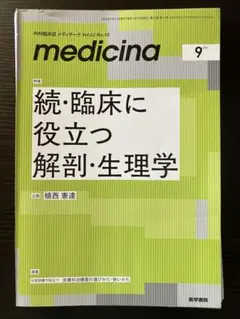 内科臨床誌 メディチーナ Vol.62 No.10
medicina
9
特集
続・臨床に
役立つ
解剖・生理学
企画 植西 憲達
連載
医学書院